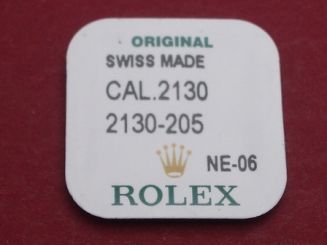 ORIGINAL
SWISS MADE
CAL.2130
2130-205
NE-06
ROLEX